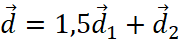 d⃗ = 1,5d⃗₁ + d⃗₂